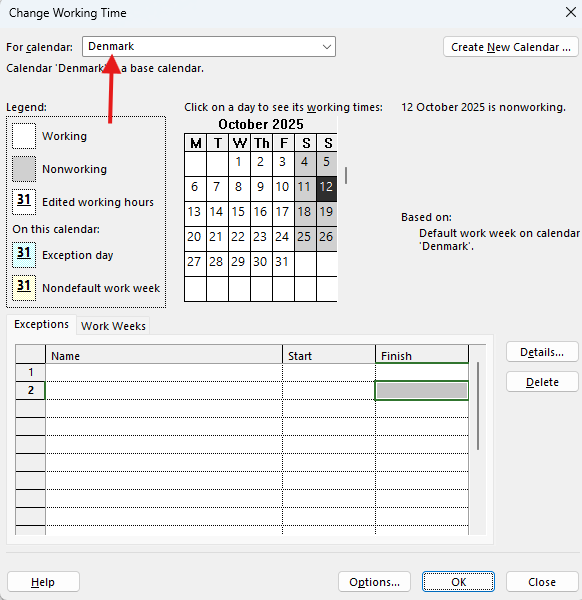 Change Working Time
For calendar: Denmark
Create New Calendar ...
Calendar 'Denmark' a base calendar.
Legend:
Working
Nonworking
31 Edited working hours
On this calendar:
31 Exception day
31 Nondefault work week
Click on a day to see its working times:
October 2025
M T W Th F S S
1 2 3 4 5
6 7 8 9 10 11 12
13 14 15 16 17 18 19
20 21 22 23 24 25 26
27 28 29 30 31
12 October 2025 is nonworking.
Based on:
Default work week on calendar
'Denmark'.
Exceptions Work Weeks
Name Start Finish
1
2
Details...
Delete
Help Options... OK Close